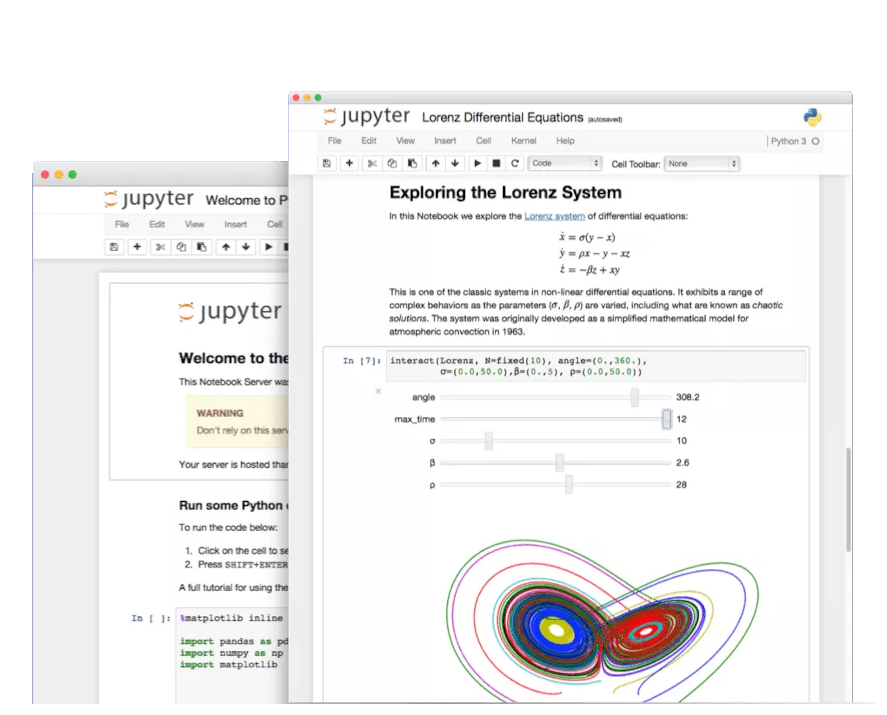 jupyter Lorenz Differential Equations (autosaved)
File Edit View Insert Cell Kernel Help Python 3
Code Cell Toolbar: None
Exploring the Lorenz System
In this Notebook we explore the Lorenz system of differential equations:
ẋ = σ(y − x)
ẏ = ρx − y − xz
ż = −βz + xy
This is one of the classic systems in non-linear differential equations. It exhibits a range of
complex behaviors as the parameters (σ, β, ρ) are varied, including what are known as chaotic
solutions. The system was originally developed as a simplified mathematical model for
atmospheric convection in 1963.
In [7]: interact(Lorenz, N=fixed(10), angle=(0.,360.),
σ=(0.0,50.0),β=(0.,5), ρ=(0.0,50.0))
angle 308.2
max_time 12
σ 10
β 2.6
ρ 28
jupyter Welcome to P
File Edit View Insert Cell
jupyter
Welcome to the
This Notebook Server was
WARNING
Don't rely on this serv
Your server is hosted than
Run some Python
To run the code below:
1. Click on the cell to se
2. Press SHIFT+ENTER
A full tutorial for using the
In [ ]: %matplotlib inline
import pandas as pd
import numpy as np
import matplotlib